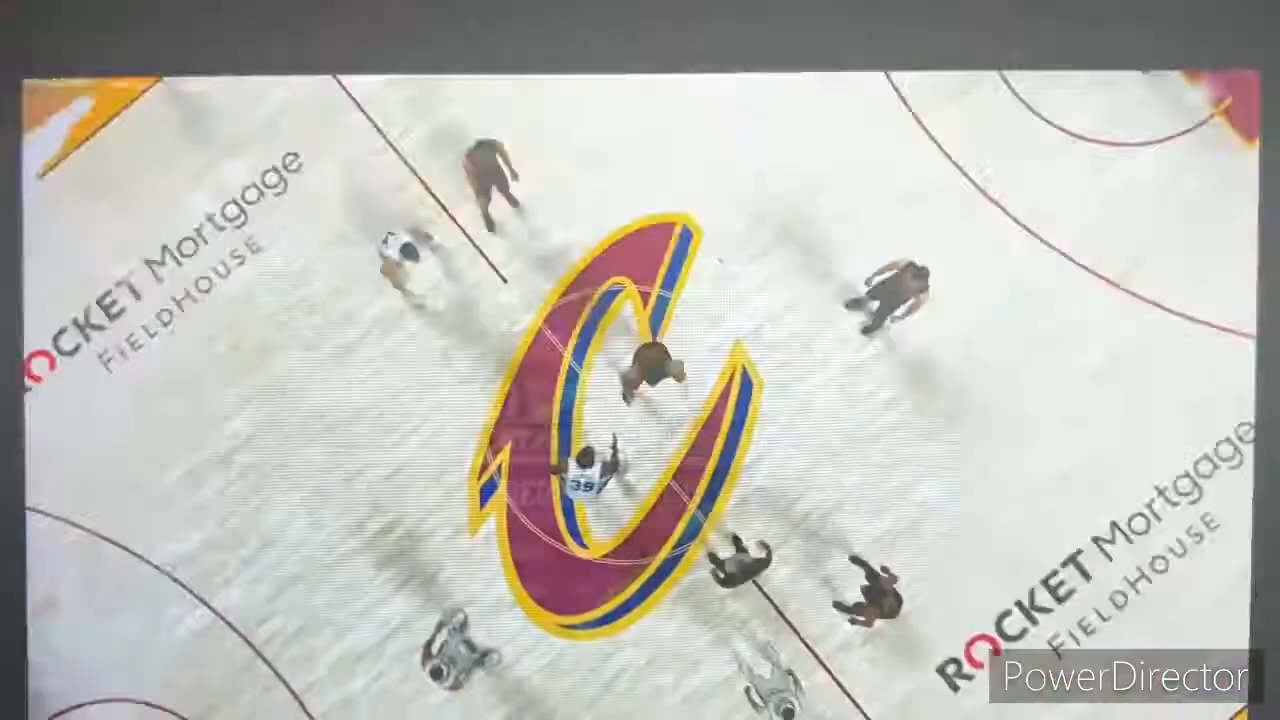 ROCKET Mortgage
FIELDHOUSE
39
ROCKET Mortgage
FIELDHOUSE
PowerDirector